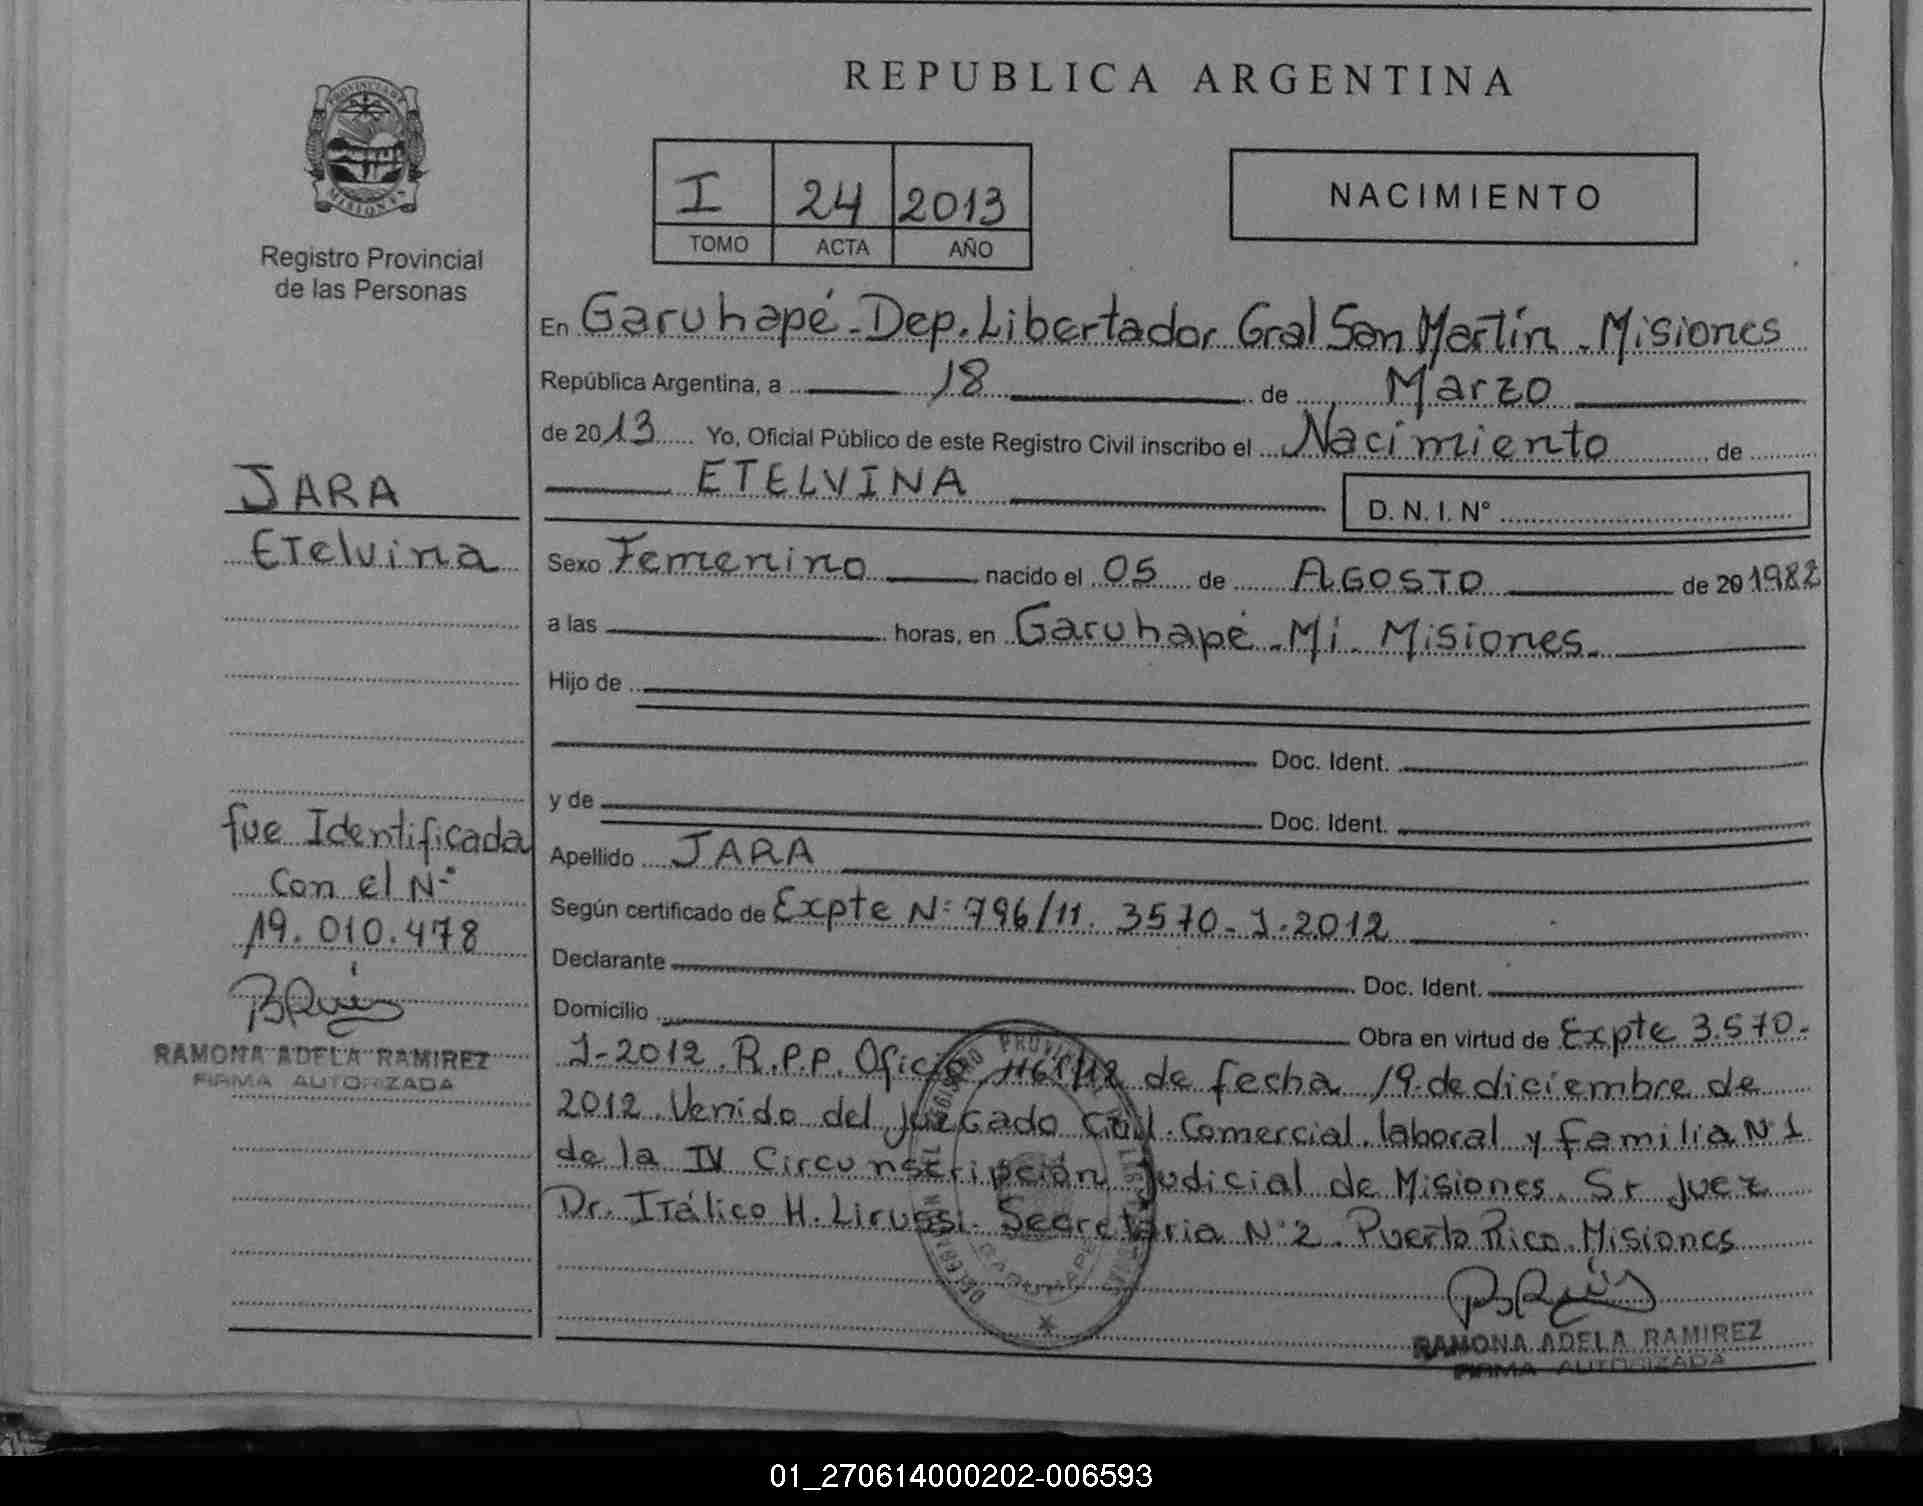 REPUBLICA ARGENTINA
PROVINCIA DE
MISIONES
Registro Provincial
de las Personas
I 24 2013
TOMO ACTA AÑO
NACIMIENTO
En Garuhapé-Dep. Libertador Gral San Martín-Misiones
República Argentina, a 18 de Marzo
de 2013 Yo, Oficial Público de este Registro Civil inscribo el Nacimiento de
ETELVINA
D. N. I. N°
JARA
Etelvina
Sexo Femenino nacido el 05 de AGOSTO de 20 1982
a las horas, en Garuhapé-Mi-Misiones.
Hijo de
Doc. Ident.
y de Doc. Ident.
Apellido JARA
Según certificado de Expte N° 796/11. 3570-J-2012
Declarante Doc. Ident.
Domicilio Obra en virtud de Expte 3.570-
J-2012. R.P.P. Oficio 1161/12 de fecha 19 de diciembre de
2012. Venido del Juzgado Civil. Comercial. laboral y familia N°1
de la IV Circunscripción Judicial de Misiones. Sr Juez
Dr. Itálico H. Lirussi. Secretaria N°2. Puerto Rico. Misiones
fue Identificada
Con el N°
19.010.478
RAMONA ADELA RAMIREZ
FIRMA AUTORIZADA
RAMONA ADELA RAMIREZ
FIRMA AUTORIZADA
01_270614000202-006593